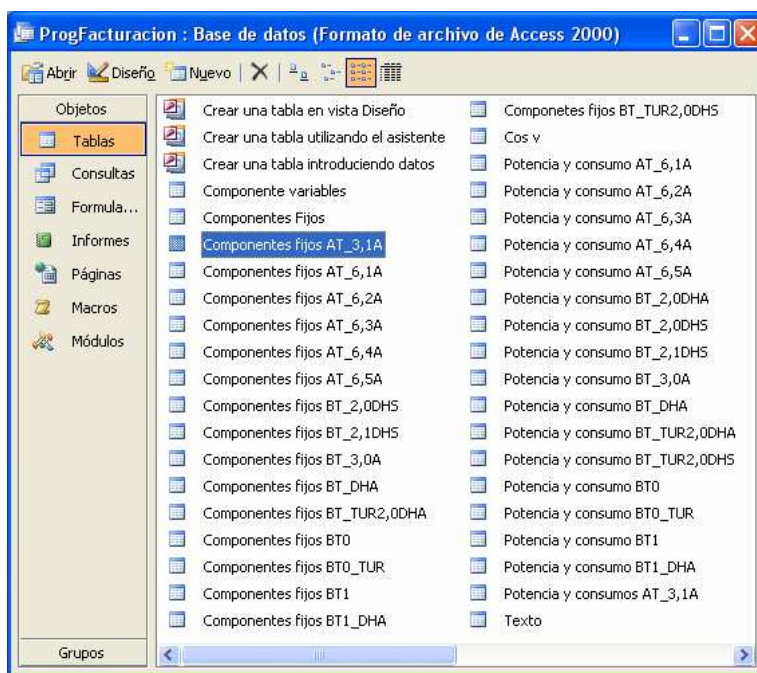 ProgFacturacion : Base de datos (Formato de archivo de Access 2000)
Abrir Diseño Nuevo
Objetos
Tablas
Consultas
Formula...
Informes
Páginas
Macros
Módulos
Grupos
Crear una tabla en vista Diseño
Crear una tabla utilizando el asistente
Crear una tabla introduciendo datos
Componente variables
Componentes Fijos
Componentes fijos AT_3,1A
Componentes fijos AT_6,1A
Componentes fijos AT_6,2A
Componentes fijos AT_6,3A
Componentes fijos AT_6,4A
Componentes fijos AT_6,5A
Componentes fijos BT_2,0DHS
Componentes fijos BT_2,1DHS
Componentes fijos BT_3,0A
Componentes fijos BT_DHA
Componentes fijos BT_TUR2,0DHA
Componentes fijos BT0
Componentes fijos BT0_TUR
Componentes fijos BT1
Componentes fijos BT1_DHA
Componetes fijos BT_TUR2,0DHS
Cos v
Potencia y consumo AT_6,1A
Potencia y consumo AT_6,2A
Potencia y consumo AT_6,3A
Potencia y consumo AT_6,4A
Potencia y consumo AT_6,5A
Potencia y consumo BT_2,0DHA
Potencia y consumo BT_2,0DHS
Potencia y consumo BT_2,1DHS
Potencia y consumo BT_3,0A
Potencia y consumo BT_DHA
Potencia y consumo BT_TUR2,0DHA
Potencia y consumo BT_TUR2,0DHS
Potencia y consumo BT0
Potencia y consumo BT0_TUR
Potencia y consumo BT1
Potencia y consumo BT1_DHA
Potencia y consumos AT_3,1A
Texto